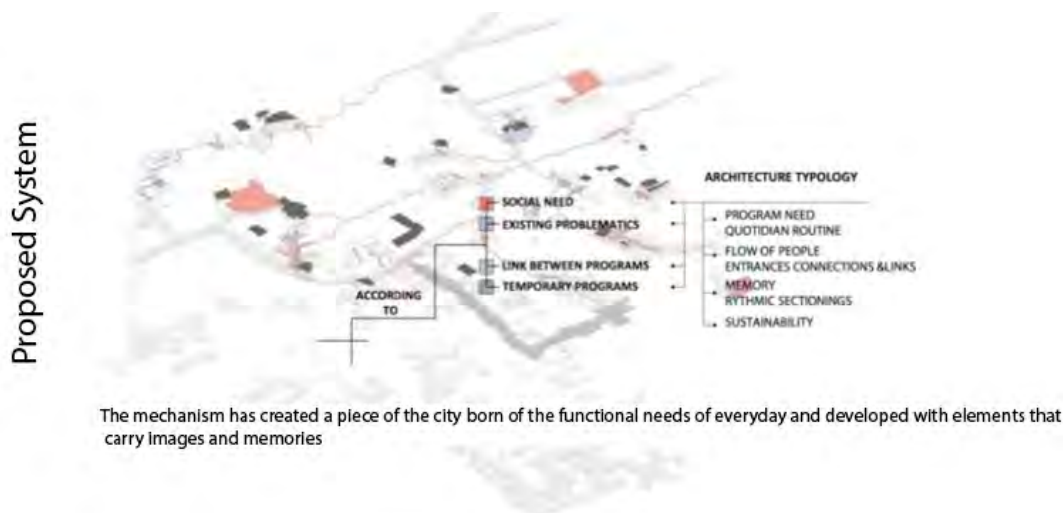 Proposed System
ARCHITECTURE TYPOLOGY
SOCIAL NEED
EXISTING PROBLEMATICS
LINK BETWEEN PROGRAMS
TEMPORARY PROGRAMS
ACCORDING
TO
PROGRAM NEED
QUOTIDIAN ROUTINE
FLOW OF PEOPLE
ENTRANCES CONNECTIONS &LINKS
MEMORY
RYTHMIC SECTIONINGS
SUSTAINABILITY
The mechanism has created a piece of the city born of the functional needs of everyday and developed with elements that
carry images and memories